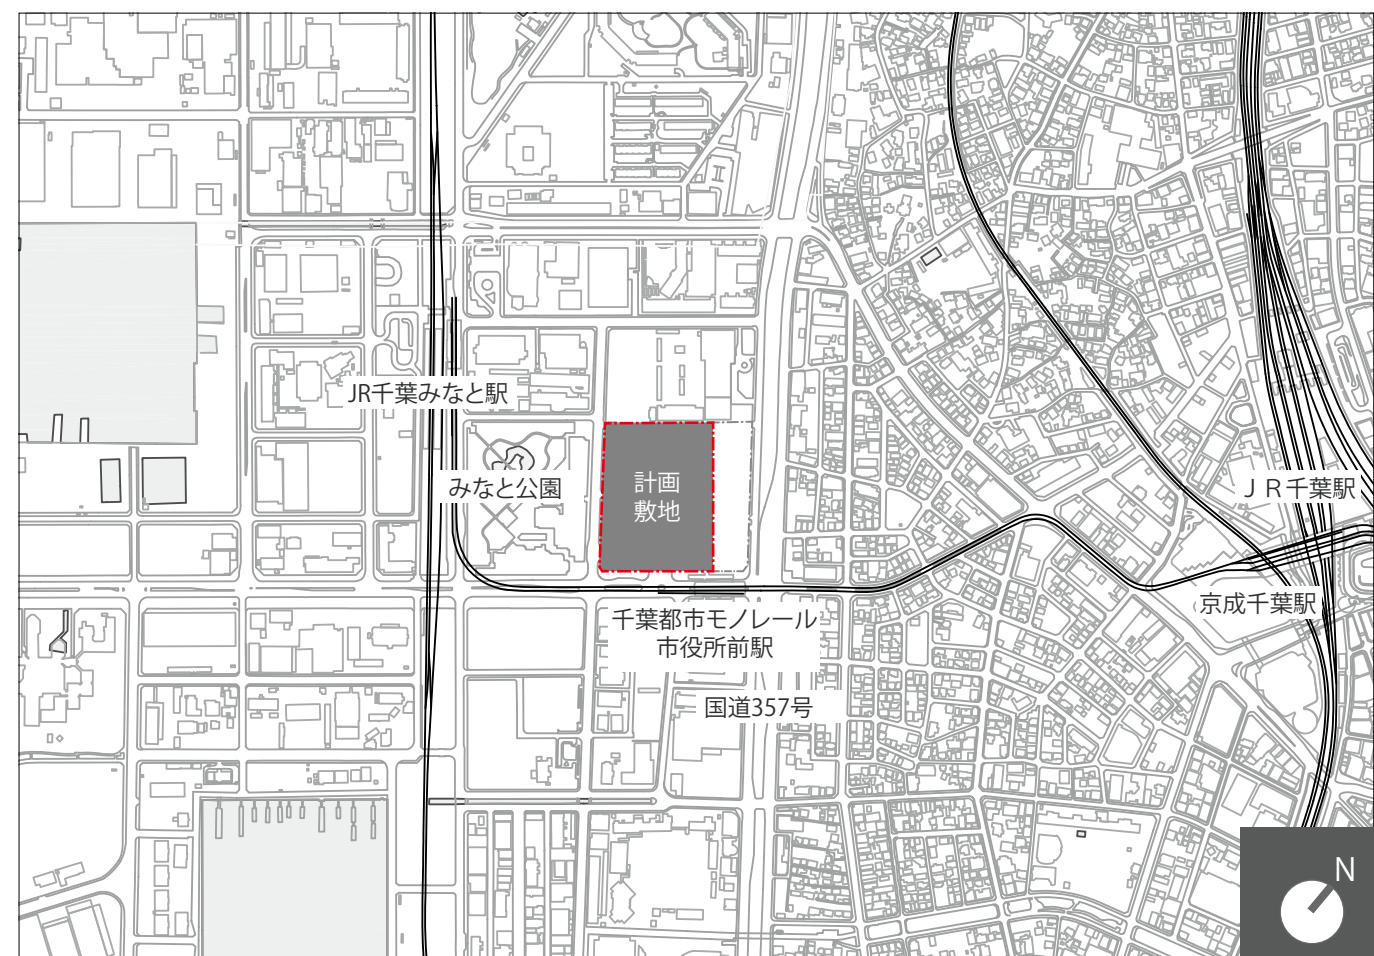 JR千葉みなと駅
みなと公園
計画
敷地
ＪＲ千葉駅
京成千葉駅
千葉都市モノレール
市役所前駅
国道357号
N